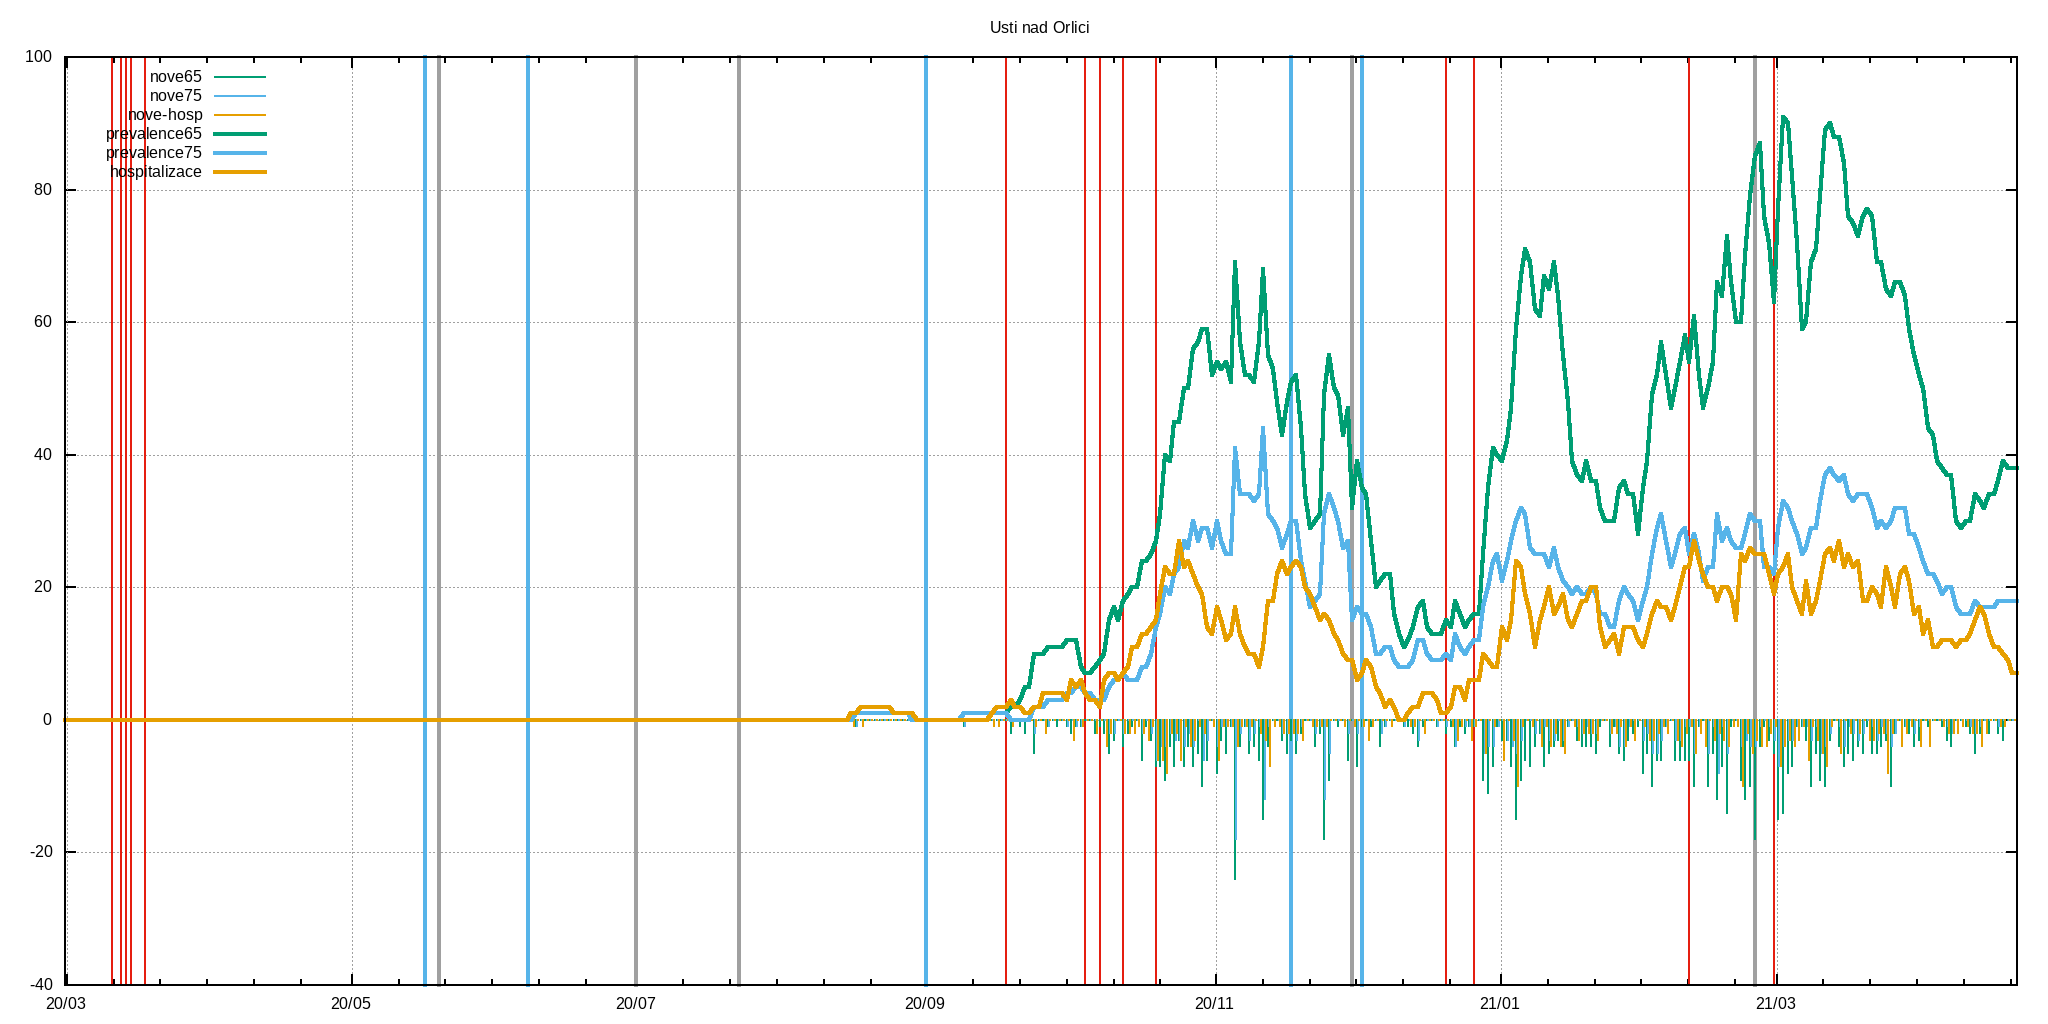 Usti nad Orlici
100
80
60
40
20
0
-20
-40
nove65
nove75
nove-hosp
prevalence65
prevalence75
hospitalizace
20/03 20/05 20/07 20/09 20/11 21/01 21/03